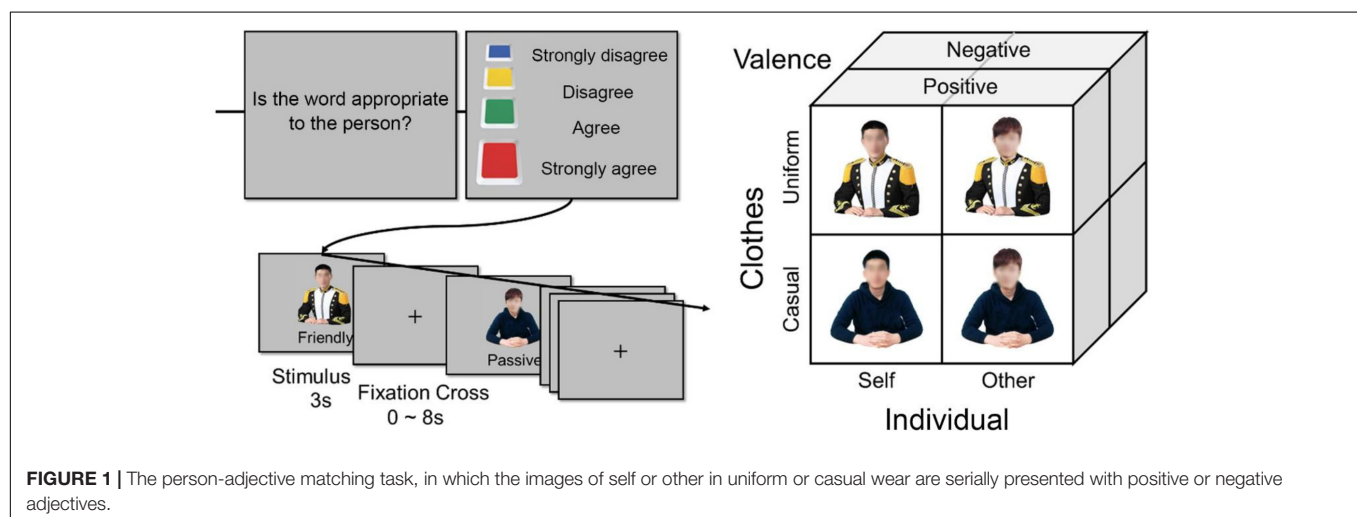 Is the word appropriate
to the person?
Strongly disagree
Disagree
Agree
Strongly agree
Friendly
+
Passive
+
Stimulus
3s
Fixation Cross
0 ~ 8s
Valence
Negative
Positive
Clothes
Uniform
Casual
Self
Other
Individual
FIGURE 1 | The person-adjective matching task, in which the images of self or other in uniform or casual wear are serially presented with positive or negative
adjectives.